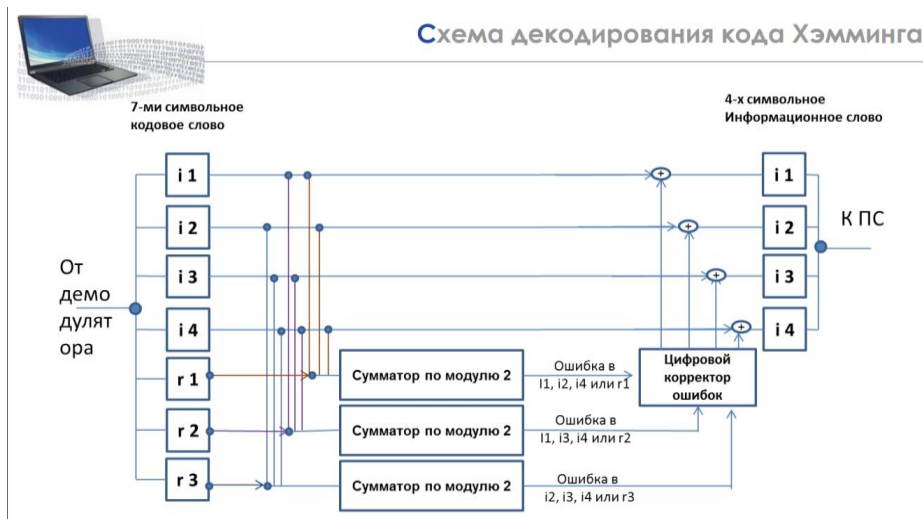 Схема декодирования кода Хэмминга
7-ми символьное
кодовое слово
4-х символьное
Информационное слово
i 1
i 2
i 3
i 4
r 1
r 2
r 3
От
демо
дулят
ора
+
+
+
+
i 1
i 2
i 3
i 4
К ПС
Сумматор по модулю 2
Сумматор по модулю 2
Сумматор по модулю 2
Ошибка в
I1, i2, i4 или r1
Ошибка в
I1, i3, i4 или r2
Ошибка в
i2, i3, i4 или r3
Цифровой
корректор
ошибок